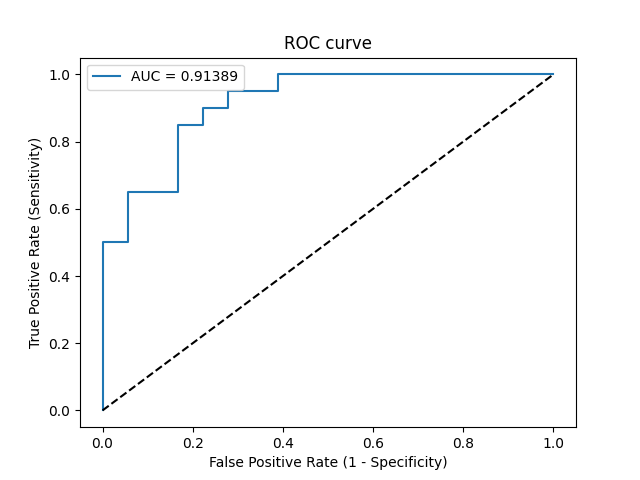 ROC curve
AUC = 0.91389
True Positive Rate (Sensitivity)
1.0
0.8
0.6
0.4
0.2
0.0
0.0 0.2 0.4 0.6 0.8 1.0
False Positive Rate (1 - Specificity)